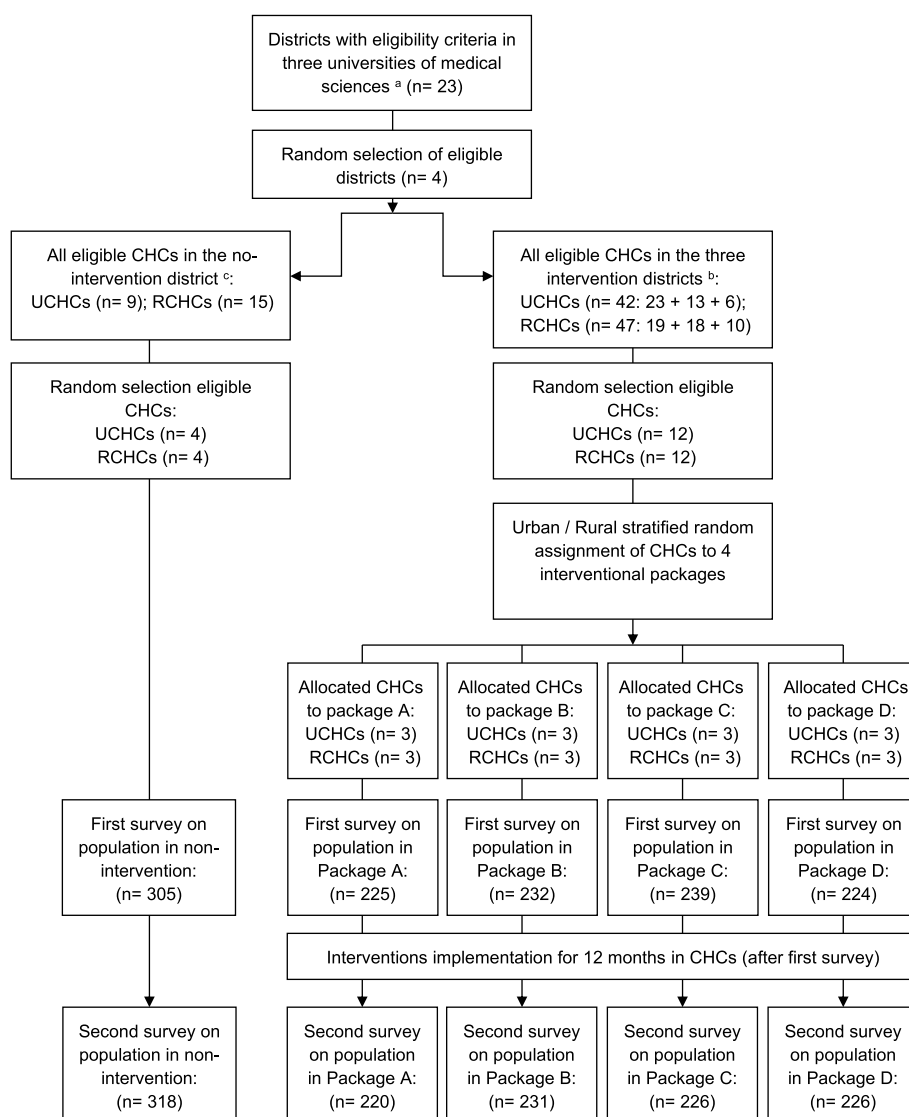 Districts with eligibility criteria in
three universities of medical
sciences ᵃ (n= 23)
Random selection of eligible
districts (n= 4)
All eligible CHCs in the no-
intervention district ᶜ:
UCHCs (n= 9); RCHCs (n= 15)
All eligible CHCs in the three
intervention districts ᵇ:
UCHCs (n= 42: 23 + 13 + 6);
RCHCs (n= 47: 19 + 18 + 10)
Random selection eligible
CHCs:
UCHCs (n= 4)
RCHCs (n= 4)
Random selection eligible
CHCs:
UCHCs (n= 12)
RCHCs (n= 12)
Urban / Rural stratified random
assignment of CHCs to 4
interventional packages
Allocated CHCs
to package A:
UCHCs (n= 3)
RCHCs (n= 3)
Allocated CHCs
to package B:
UCHCs (n= 3)
RCHCs (n= 3)
Allocated CHCs
to package C:
UCHCs (n= 3)
RCHCs (n= 3)
Allocated CHCs
to package D:
UCHCs (n= 3)
RCHCs (n= 3)
First survey on
population in non-
intervention:
(n= 305)
First survey on
population in
Package A:
(n= 225)
First survey on
population in
Package B:
(n= 232)
First survey on
population in
Package C:
(n= 239)
First survey on
population in
Package D:
(n= 224)
Interventions implementation for 12 months in CHCs (after first survey)
Second survey on
population in non-
intervention:
(n= 318)
Second survey
on population
in Package A:
(n= 220)
Second survey
on population
in Package B:
(n= 231)
Second survey
on population
in Package C:
(n= 226)
Second survey
on population
in Package D:
(n= 226)